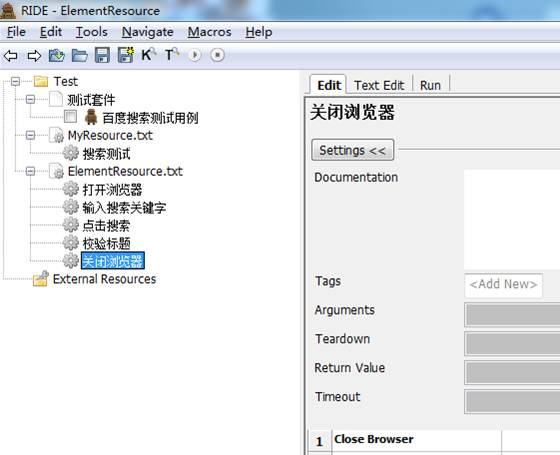 RIDE - ElementResource
File Edit Tools Navigate Macros Help
K T
Test
测试套件
百度搜索测试用例
MyResource.txt
搜索测试
ElementResource.txt
打开浏览器
输入搜索关键字
点击搜索
校验标题
关闭浏览器
External Resources
Edit Text Edit Run
关闭浏览器
Settings <<
Documentation
Tags <Add New>
Arguments
Teardown
Return Value
Timeout
1 Close Browser